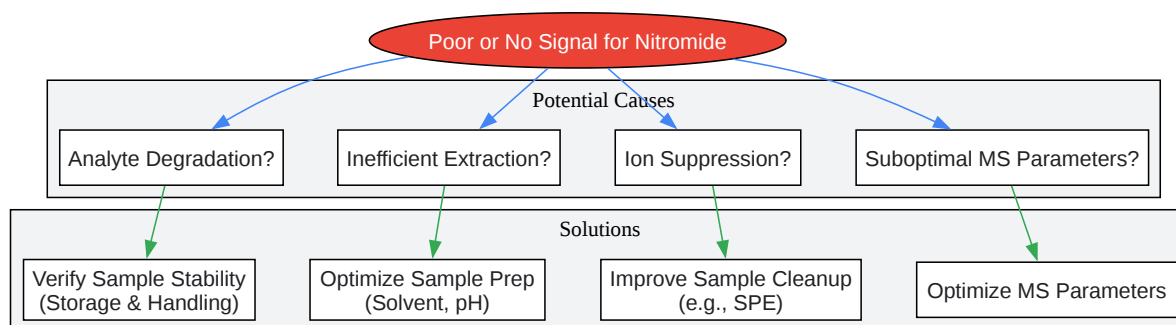 Poor or No Signal for Nitromide
Potential Causes
Analyte Degradation?
Inefficient Extraction?
Ion Suppression?
Suboptimal MS Parameters?
Solutions
Verify Sample Stability
(Storage & Handling)
Optimize Sample Prep
(Solvent, pH)
Improve Sample Cleanup
(e.g., SPE)
Optimize MS Parameters